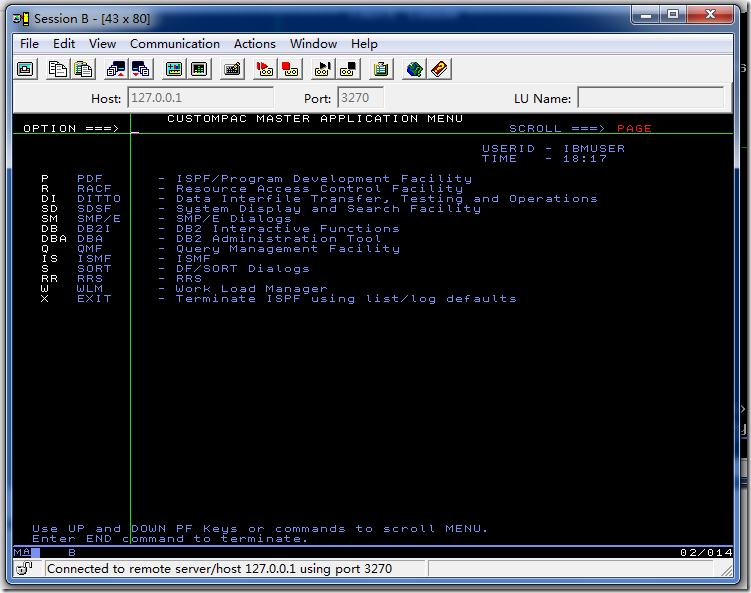 Session B - [43 x 80]
File Edit View Communication Actions Window Help
Host: 127.0.0.1 Port: 3270 LU Name:
CUSTOMPAC MASTER APPLICATION MENU
OPTION ===> _ SCROLL ===> PAGE
USERID - IBMUSER
TIME - 18:17
P PDF - ISPF/Program Development Facility
R RACF - Resource Access Control Facility
DI DITTO - Data Interfile Transfer, Testing and Operations
SD SDSF - System Display and Search Facility
SM SMP/E - SMP/E Dialogs
DB DB2I - DB2 Interactive Functions
DBA DBA - DB2 Administration Tool
Q QMF - Query Management Facility
IS ISMF - ISMF
S SORT - DF/SORT Dialogs
RR RRS - RRS
W WLM - Work Load Manager
X EXIT - Terminate ISPF using list/log defaults
Use UP and DOWN PF Keys or commands to scroll MENU.
Enter END command to terminate.
MA B 02/014
Connected to remote server/host 127.0.0.1 using port 3270